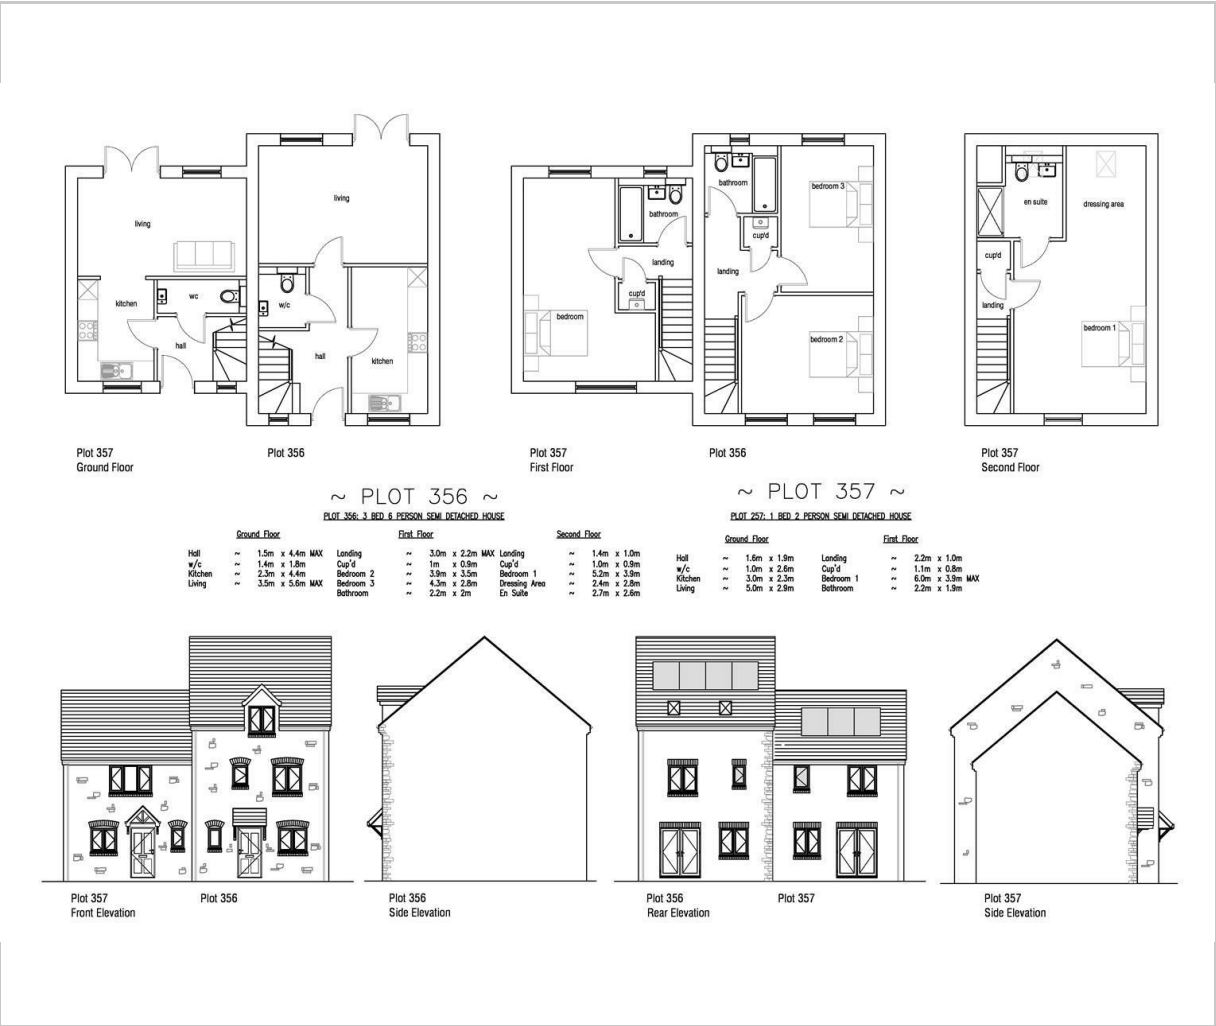 living
living
kitchen
wc
w/c
hall
hall
kitchen
Plot 357
Ground Floor
Plot 356
bathroom
bedroom 3
bathroom
cup'd
landing
landing
cup'd
bedroom
bedroom 2
Plot 357
First Floor
Plot 356
en suite
dressing area
cup'd
landing
bedroom 1
Plot 357
Second Floor
~ PLOT 356 ~
PLOT 356: 3 BED 6 PERSON SEMI DETACHED HOUSE
Ground Floor First Floor Second Floor
Hall ~ 1.5m x 4.4m MAX Landing ~ 3.0m x 2.2m MAX Landing ~ 1.4m x 1.0m
w/c ~ 1.4m x 1.8m Cup'd ~ 1m x 0.9m Cup'd ~ 1.0m x 0.9m
Kitchen ~ 2.3m x 4.4m Bedroom 2 ~ 3.9m x 3.5m Bedroom 1 ~ 5.2m x 3.9m
Living ~ 3.5m x 5.6m MAX Bedroom 3 ~ 4.3m x 2.8m Dressing Area ~ 2.4m x 2.8m
Bathroom ~ 2.2m x 2m En Suite ~ 2.7m x 2.6m
~ PLOT 357 ~
PLOT 257: 1 BED 2 PERSON SEMI DETACHED HOUSE
Ground Floor First Floor
Hall ~ 1.6m x 1.9m Landing ~ 2.2m x 1.0m
w/c ~ 1.0m x 2.6m Cup'd ~ 1.1m x 0.8m
Kitchen ~ 3.0m x 2.3m Bedroom 1 ~ 6.0m x 3.9m MAX
Living ~ 5.0m x 2.9m Bathroom ~ 2.2m x 1.9m
Plot 357
Front Elevation
Plot 356
Plot 356
Side Elevation
Plot 356
Rear Elevation
Plot 357
Plot 357
Side Elevation